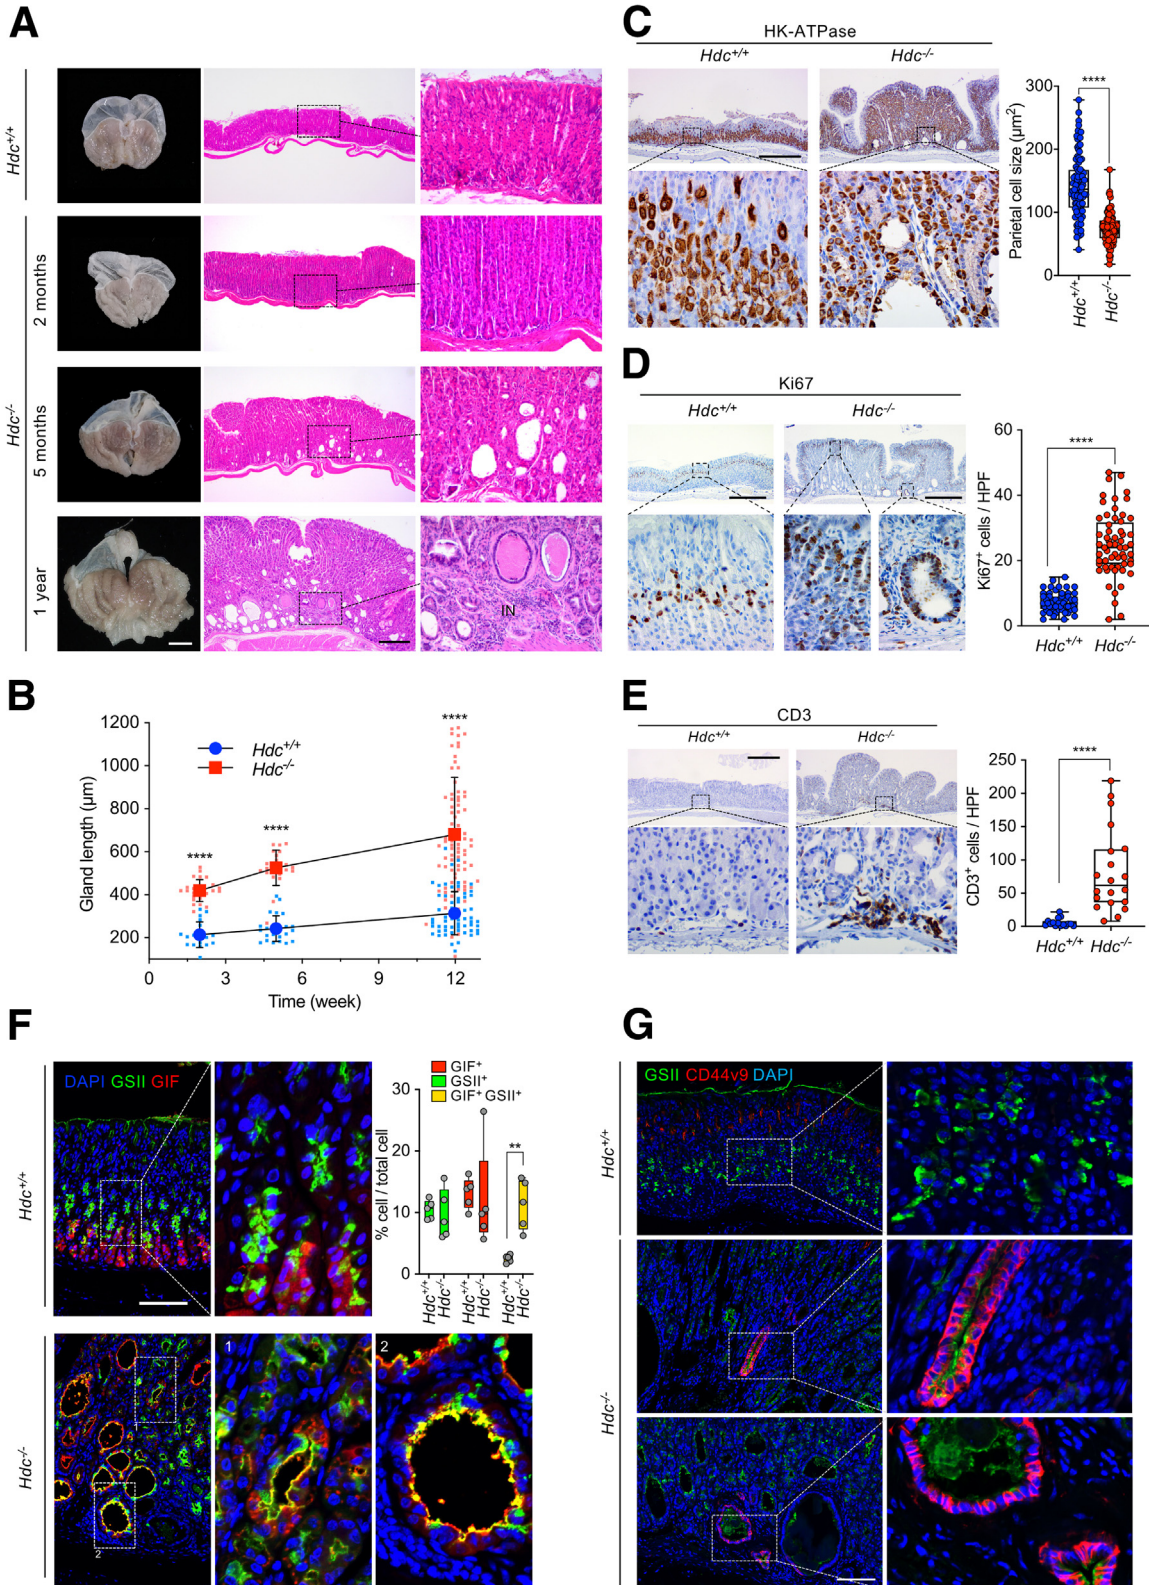 A
Hdc+/+
Hdc-/-
2 months
5 months
1 year
IN
B
1200
1000
800
600
400
200
Gland length (μm)
Hdc+/+
Hdc-/-
****
****
****
0
3
6
9
12
Time (week)
C
HK-ATPase
Hdc+/+
Hdc-/-
Parietal cell size (μm2)
300
200
100
0
****
Hdc+/+
Hdc-/-
D
Ki67
Hdc+/+
Hdc-/-
Ki67+ cells / HPF
60
40
20
0
****
Hdc+/+
Hdc-/-
E
CD3
Hdc+/+
Hdc-/-
CD3+ cells / HPF
250
200
150
100
50
0
****
Hdc+/+
Hdc-/-
F
Hdc+/+
DAPI GSII GIF
GIF+
GSII+
GIF+ GSII+
% cell / total cell
30
20
10
0
**
Hdc+/+
Hdc-/-
Hdc+/+
Hdc-/-
Hdc+/+
Hdc-/-
Hdc-/-
1
2
2
G
Hdc+/+
GSII CD44v9 DAPI
Hdc-/-